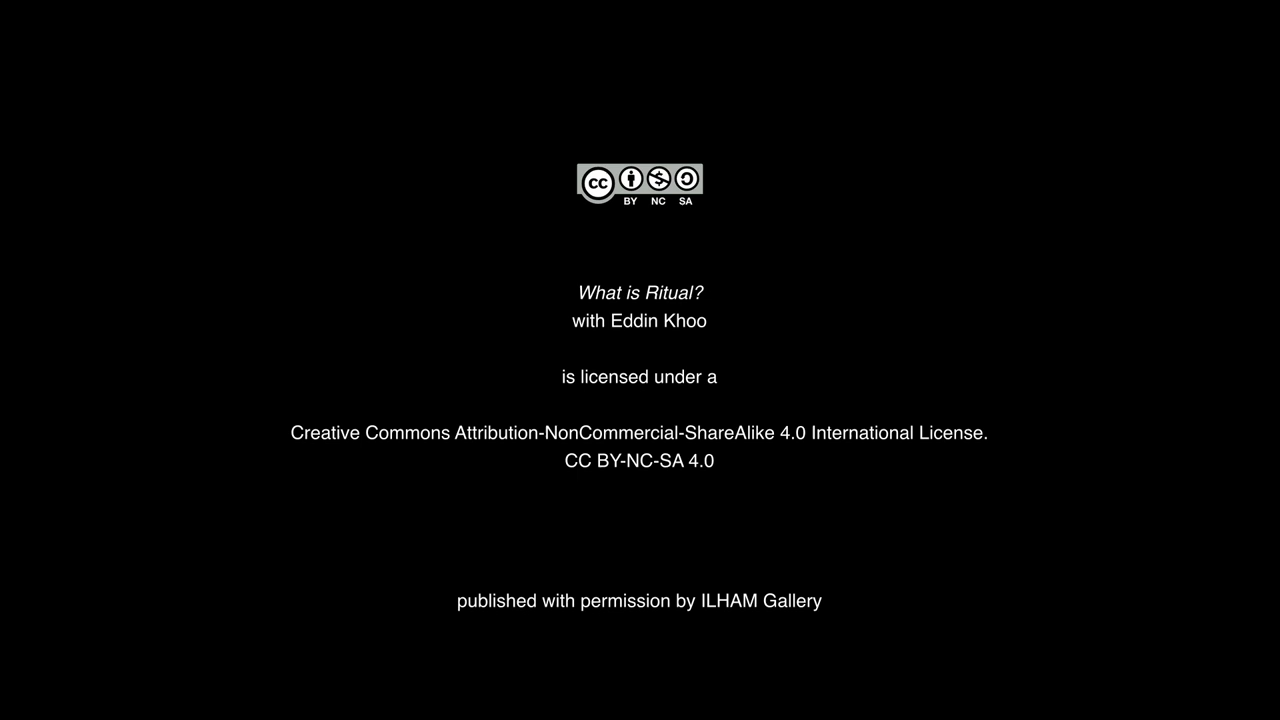 cc
BY NC SA
What is Ritual?
with Eddin Khoo
is licensed under a
Creative Commons Attribution-NonCommercial-ShareAlike 4.0 International License.
CC BY-NC-SA 4.0
published with permission by ILHAM Gallery